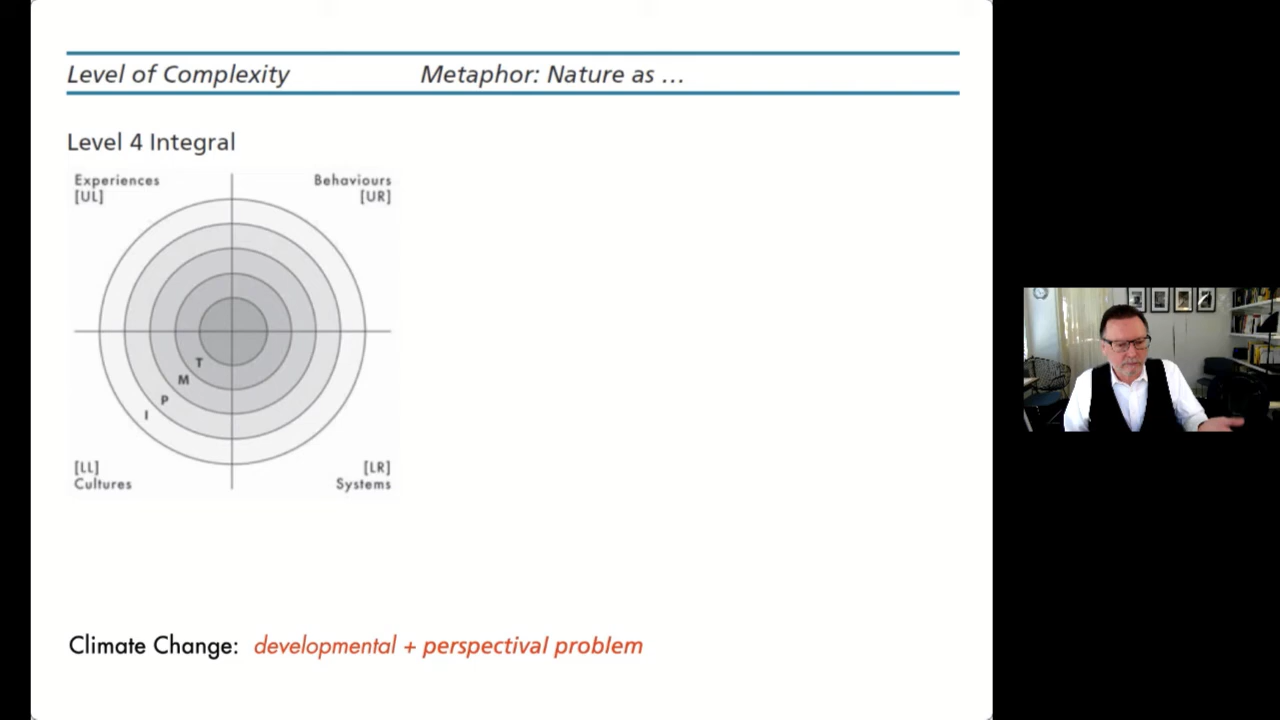 Level of Complexity Metaphor: Nature as ...
Level 4 Integral
Experiences Behaviours
[UL] [UR]
T
M
P
I
[LL] [LR]
Cultures Systems
Climate Change: developmental + perspectival problem